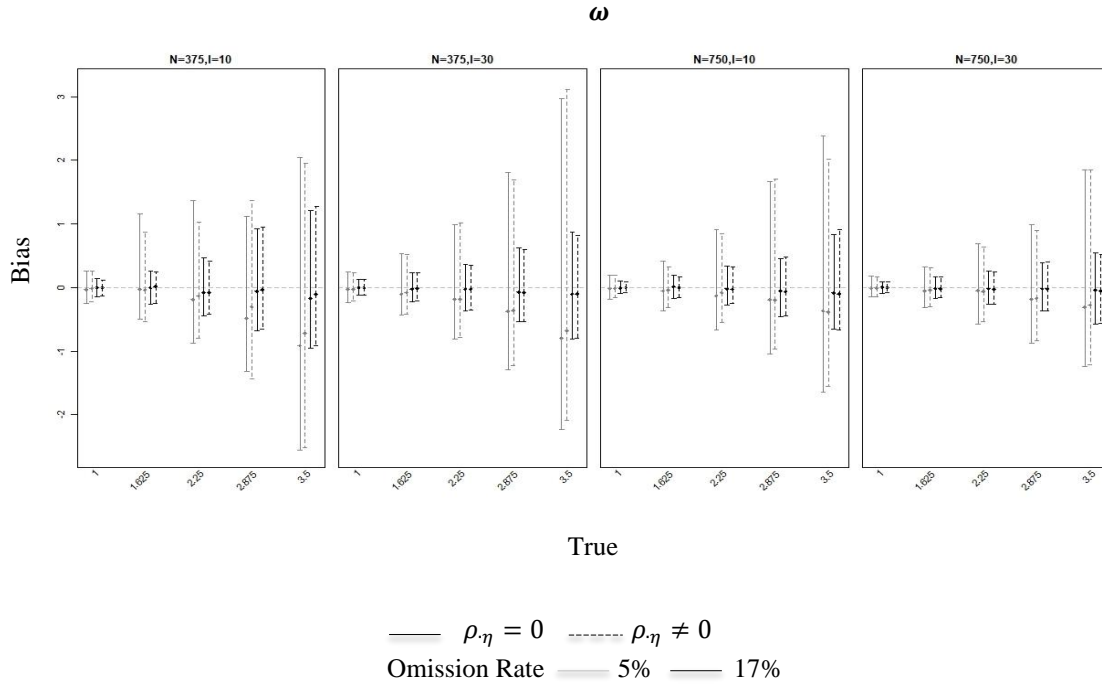 ω
N=375,I=10 N=375,I=30 N=750,I=10 N=750,I=30
3
2
1
0
-1
-2
Bias
1 1.625 2.25 2.875 3.5 1 1.625 2.25 2.875 3.5 1 1.625 2.25 2.875 3.5 1 1.625 2.25 2.875 3.5
True
ρ.η = 0 ρ.η ≠ 0
Omission Rate 5% 17%